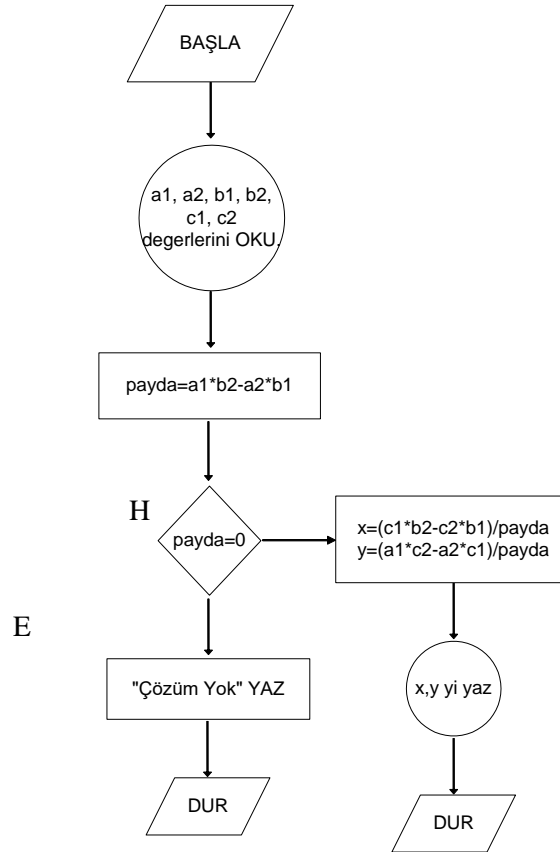 BAŞLA
a1, a2, b1, b2,
c1, c2
degerlerini OKU.
payda=a1*b2-a2*b1
H
payda=0
x=(c1*b2-c2*b1)/payda
y=(a1*c2-a2*c1)/payda
E
"Çözüm Yok" YAZ
x,y yi yaz
DUR
DUR